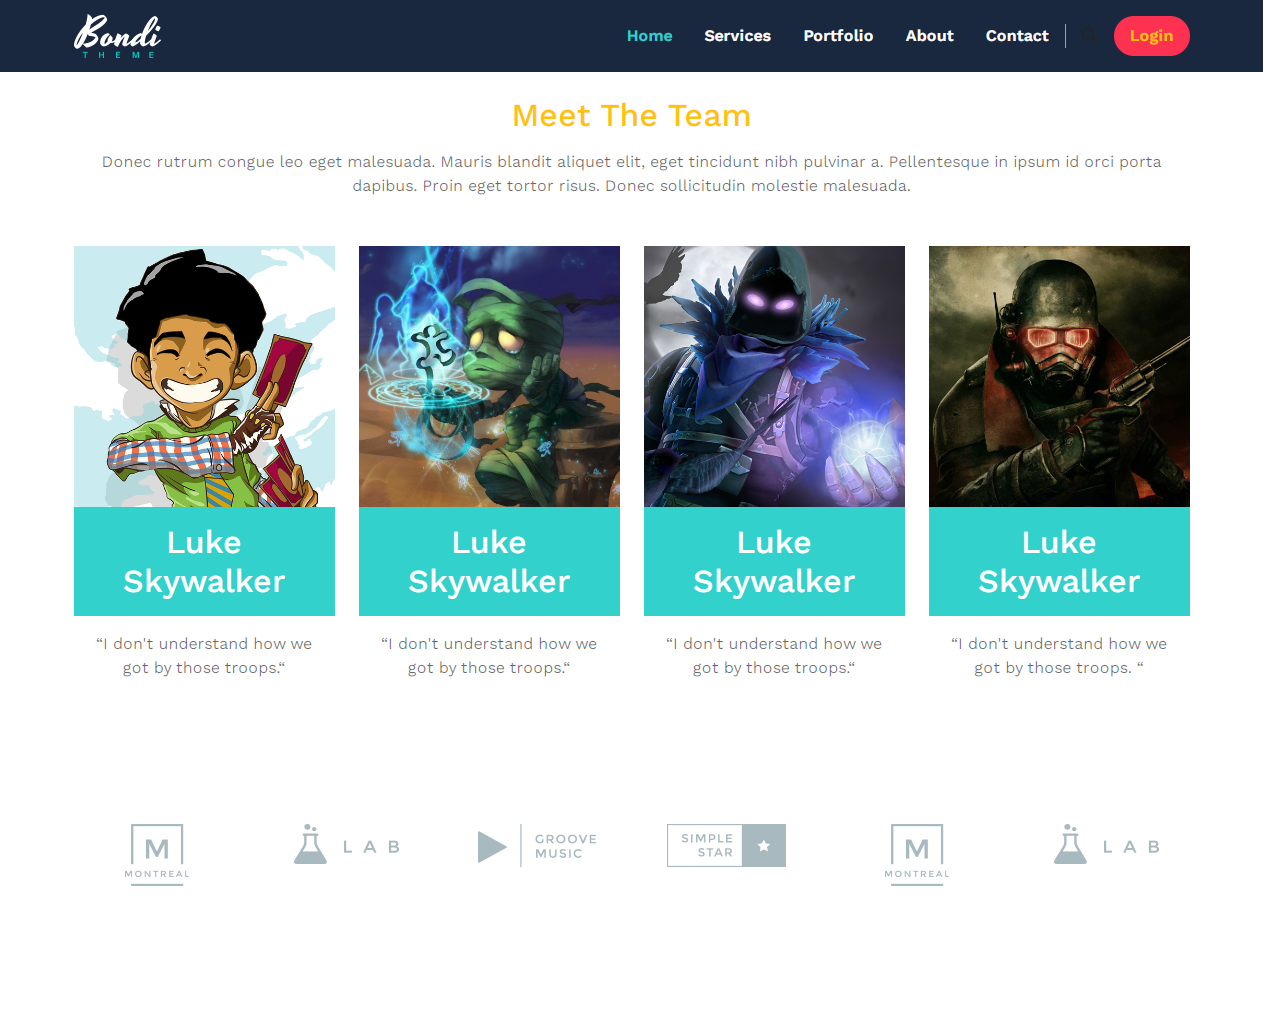 Bondi
THEME
Home
Services
Portfolio
About
Contact
Login
Meet The Team
Donec rutrum congue leo eget malesuada. Mauris blandit aliquet elit, eget tincidunt nibh pulvinar a. Pellentesque in ipsum id orci porta
dapibus. Proin eget tortor risus. Donec sollicitudin molestie malesuada.
Luke
Skywalker
Luke
Skywalker
Luke
Skywalker
Luke
Skywalker
“I don't understand how we
got by those troops.“
“I don't understand how we
got by those troops.“
“I don't understand how we
got by those troops.“
“I don't understand how we
got by those troops. “
M
MONTREAL
LAB
GROOVE
MUSIC
SIMPLE
STAR
M
MONTREAL
LAB